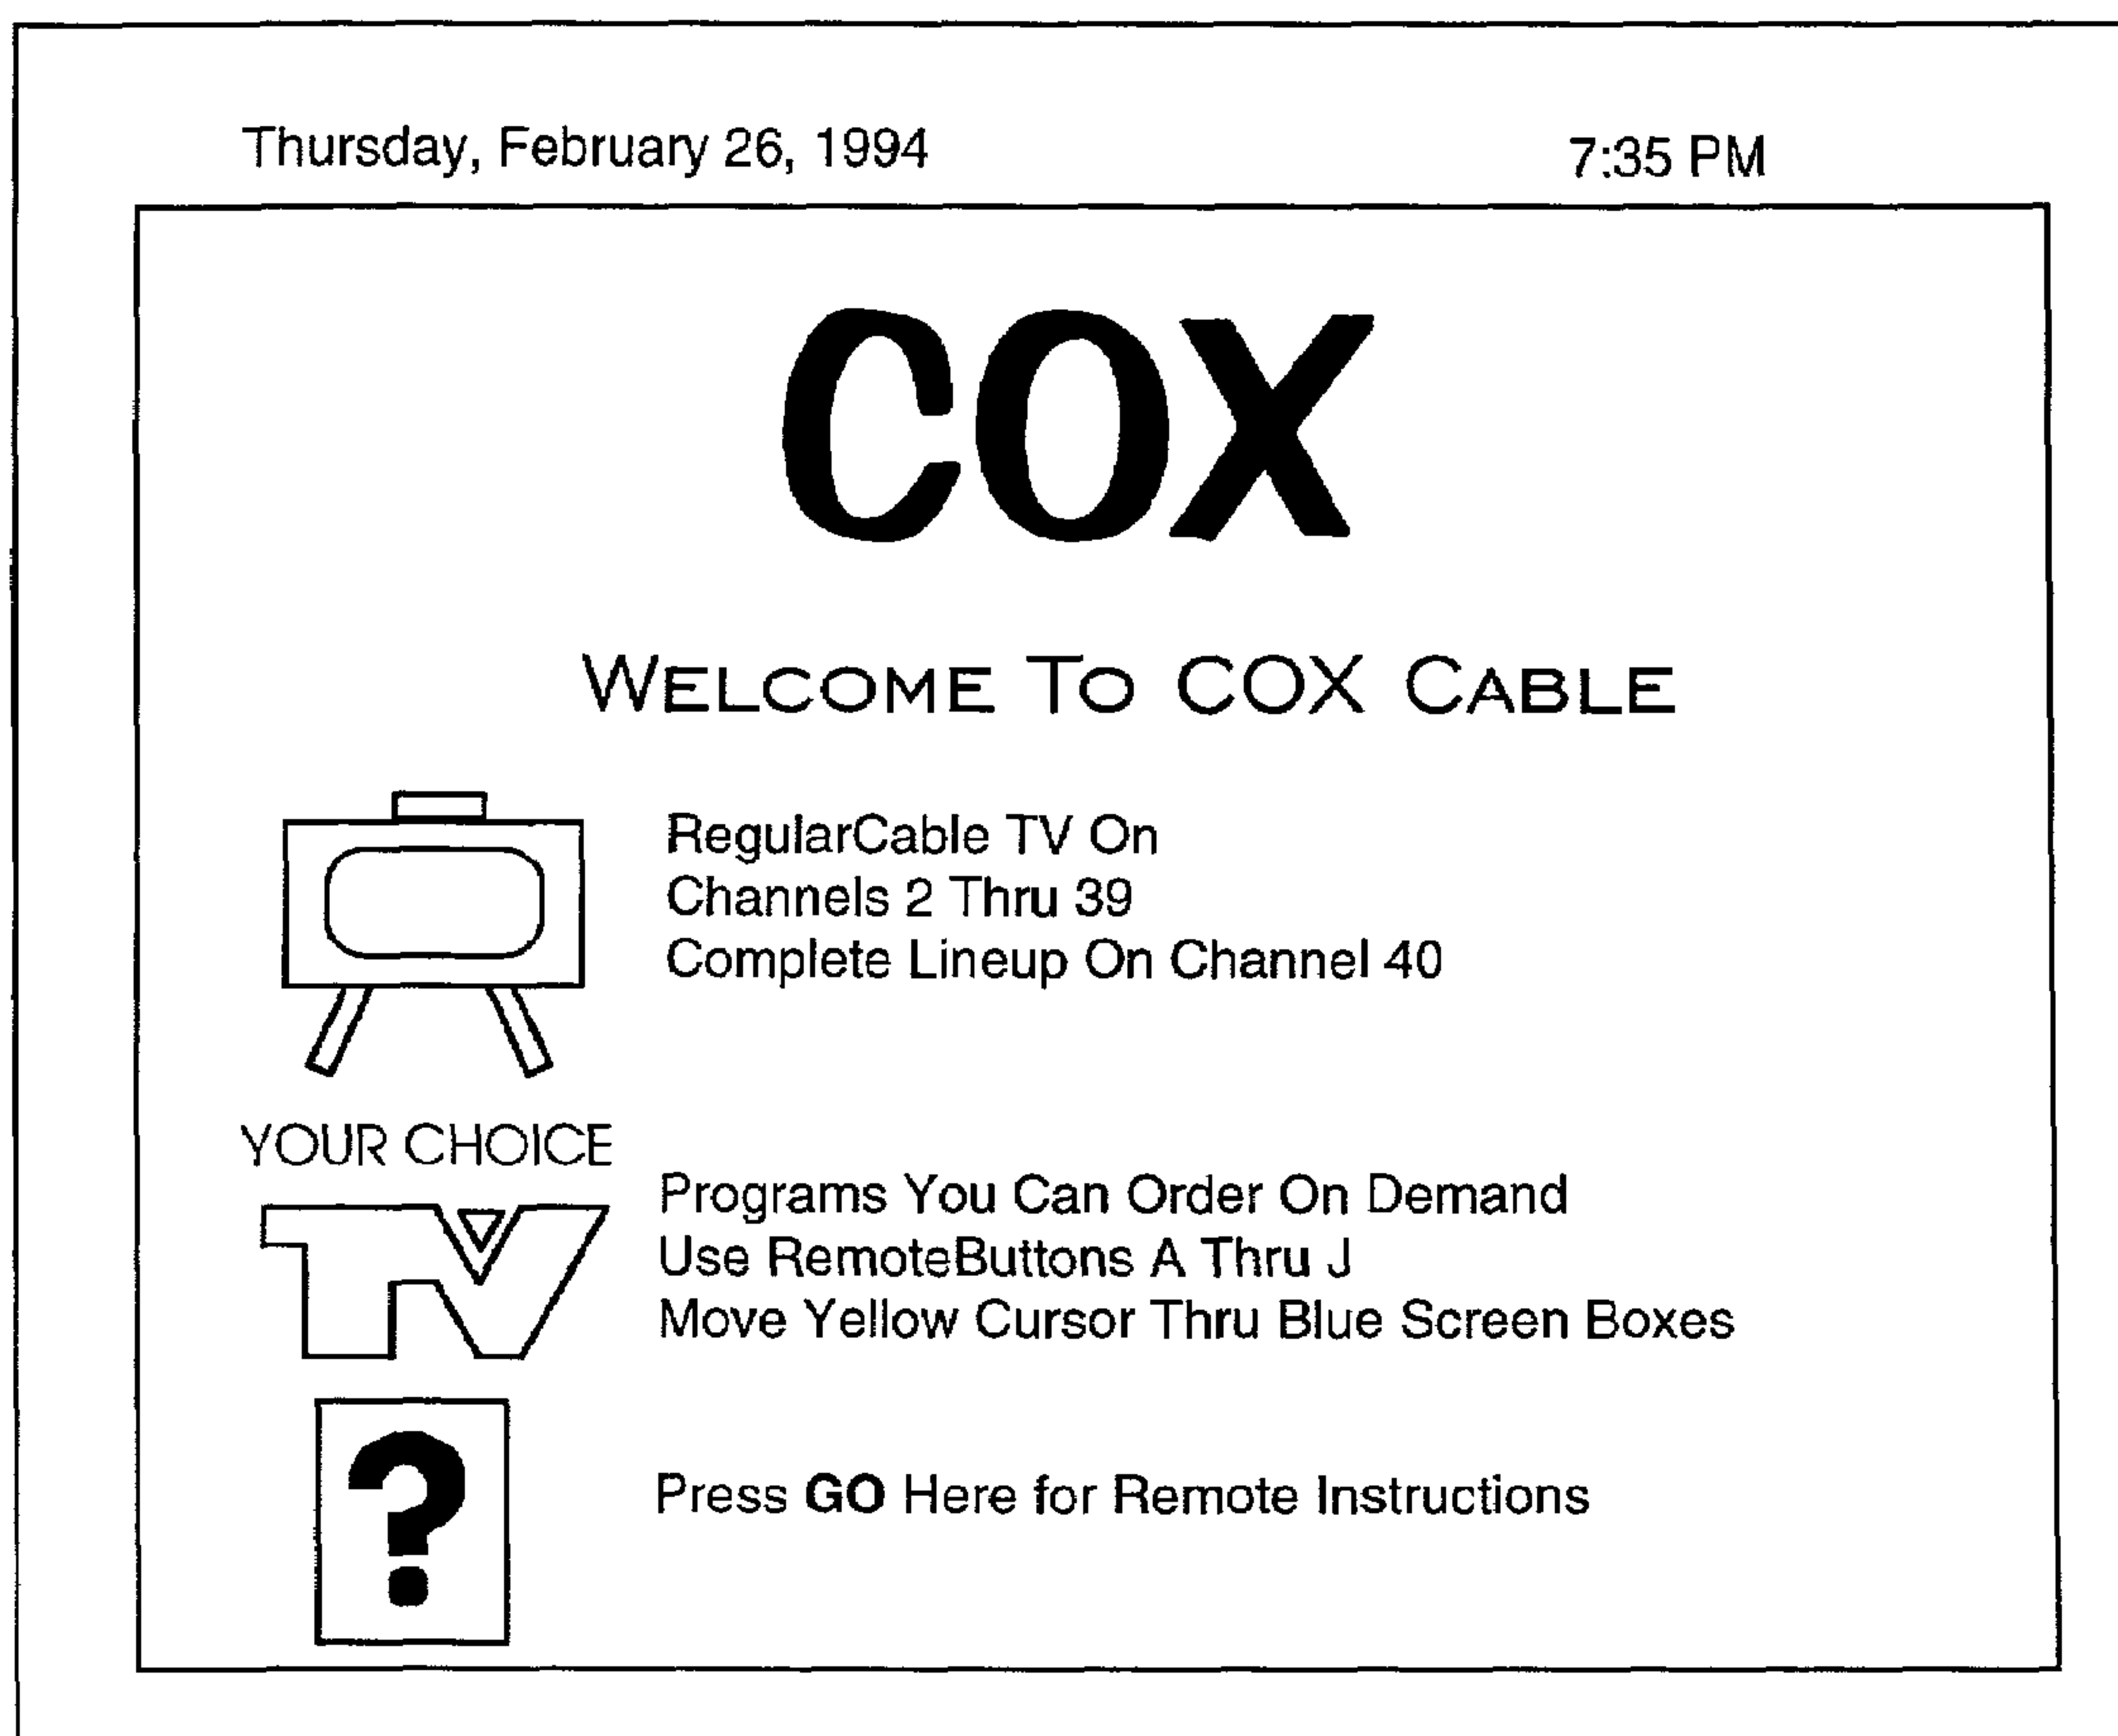 Thursday, February 26, 1994 7:35 PM
COX
WELCOME TO COX CABLE
RegularCable TV On
Channels 2 Thru 39
Complete Lineup On Channel 40
YOUR CHOICE
TV
Programs You Can Order On Demand
Use RemoteButtons A Thru J
Move Yellow Cursor Thru Blue Screen Boxes
?
Press GO Here for Remote Instructions